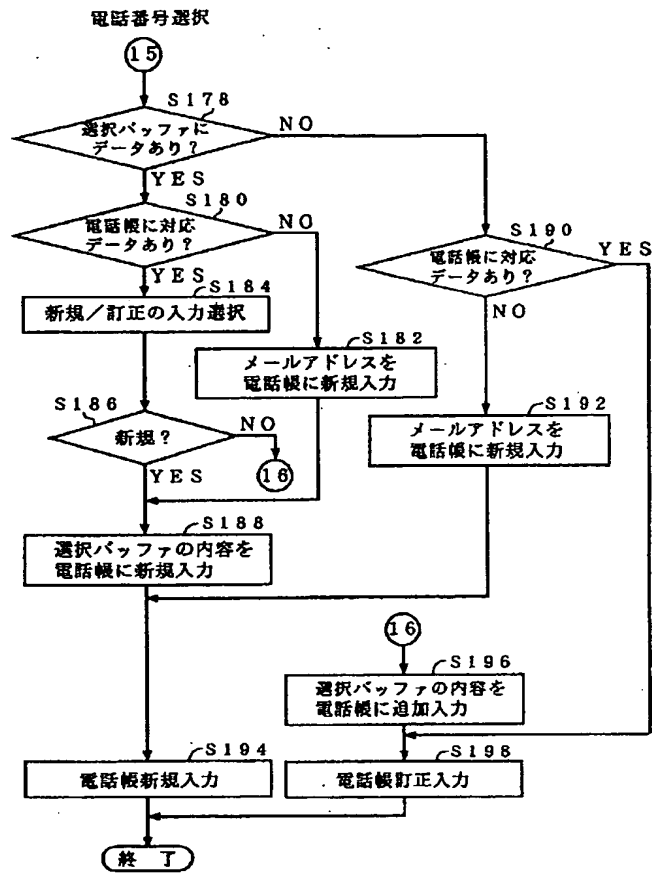 電話番号選択
15
S178
選択バッファに
データあり?
NO
YES
S180
電話帳に対応
データあり?
NO
YES
S190
電話帳に対応
データあり?
YES
NO
S184
新規/訂正の入力選択
S182
メールアドレスを
電話帳に新規入力
S186
新規?
NO
16
YES
S192
メールアドレスを
電話帳に新規入力
S188
選択バッファの内容を
電話帳に新規入力
16
S196
選択バッファの内容を
電話帳に追加入力
S194
電話帳新規入力
S198
電話帳訂正入力
終了